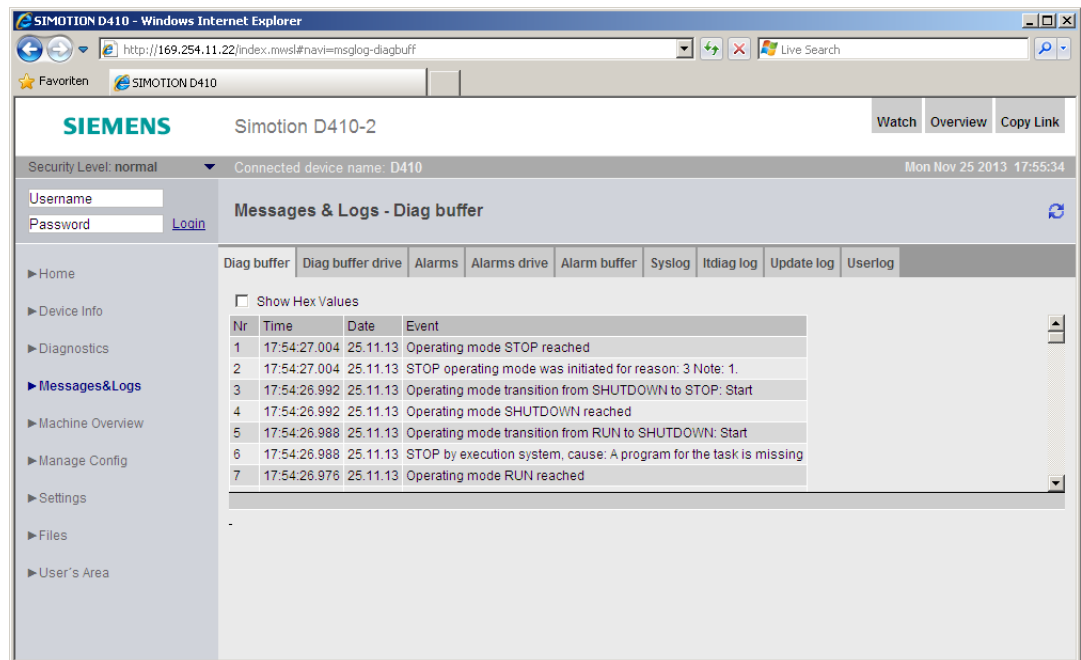 SIMOTION D410 - Windows Internet Explorer
http://169.254.11.22/index.mwsl#navi=msglog-diagbuff
Live Search
Favoriten SIMOTION D410
SIEMENS Simotion D410-2 Watch Overview Copy Link
Security Level: normal Connected device name: D410 Mon Nov 25 2013 17:55:34
Username
Password Login
Messages & Logs - Diag buffer
Diag buffer Diag buffer drive Alarms Alarms drive Alarm buffer Syslog Itdiag log Update log Userlog
►Home
►Device Info
►Diagnostics
►Messages&Logs
►Machine Overview
►Manage Config
►Settings
►Files
►User´s Area
Show Hex Values
Nr Time Date Event
1 17:54:27.004 25.11.13 Operating mode STOP reached
2 17:54:27.004 25.11.13 STOP operating mode was initiated for reason: 3 Note: 1.
3 17:54:26.992 25.11.13 Operating mode transition from SHUTDOWN to STOP: Start
4 17:54:26.992 25.11.13 Operating mode SHUTDOWN reached
5 17:54:26.988 25.11.13 Operating mode transition from RUN to SHUTDOWN: Start
6 17:54:26.988 25.11.13 STOP by execution system, cause: A program for the task is missing
7 17:54:26.976 25.11.13 Operating mode RUN reached
-